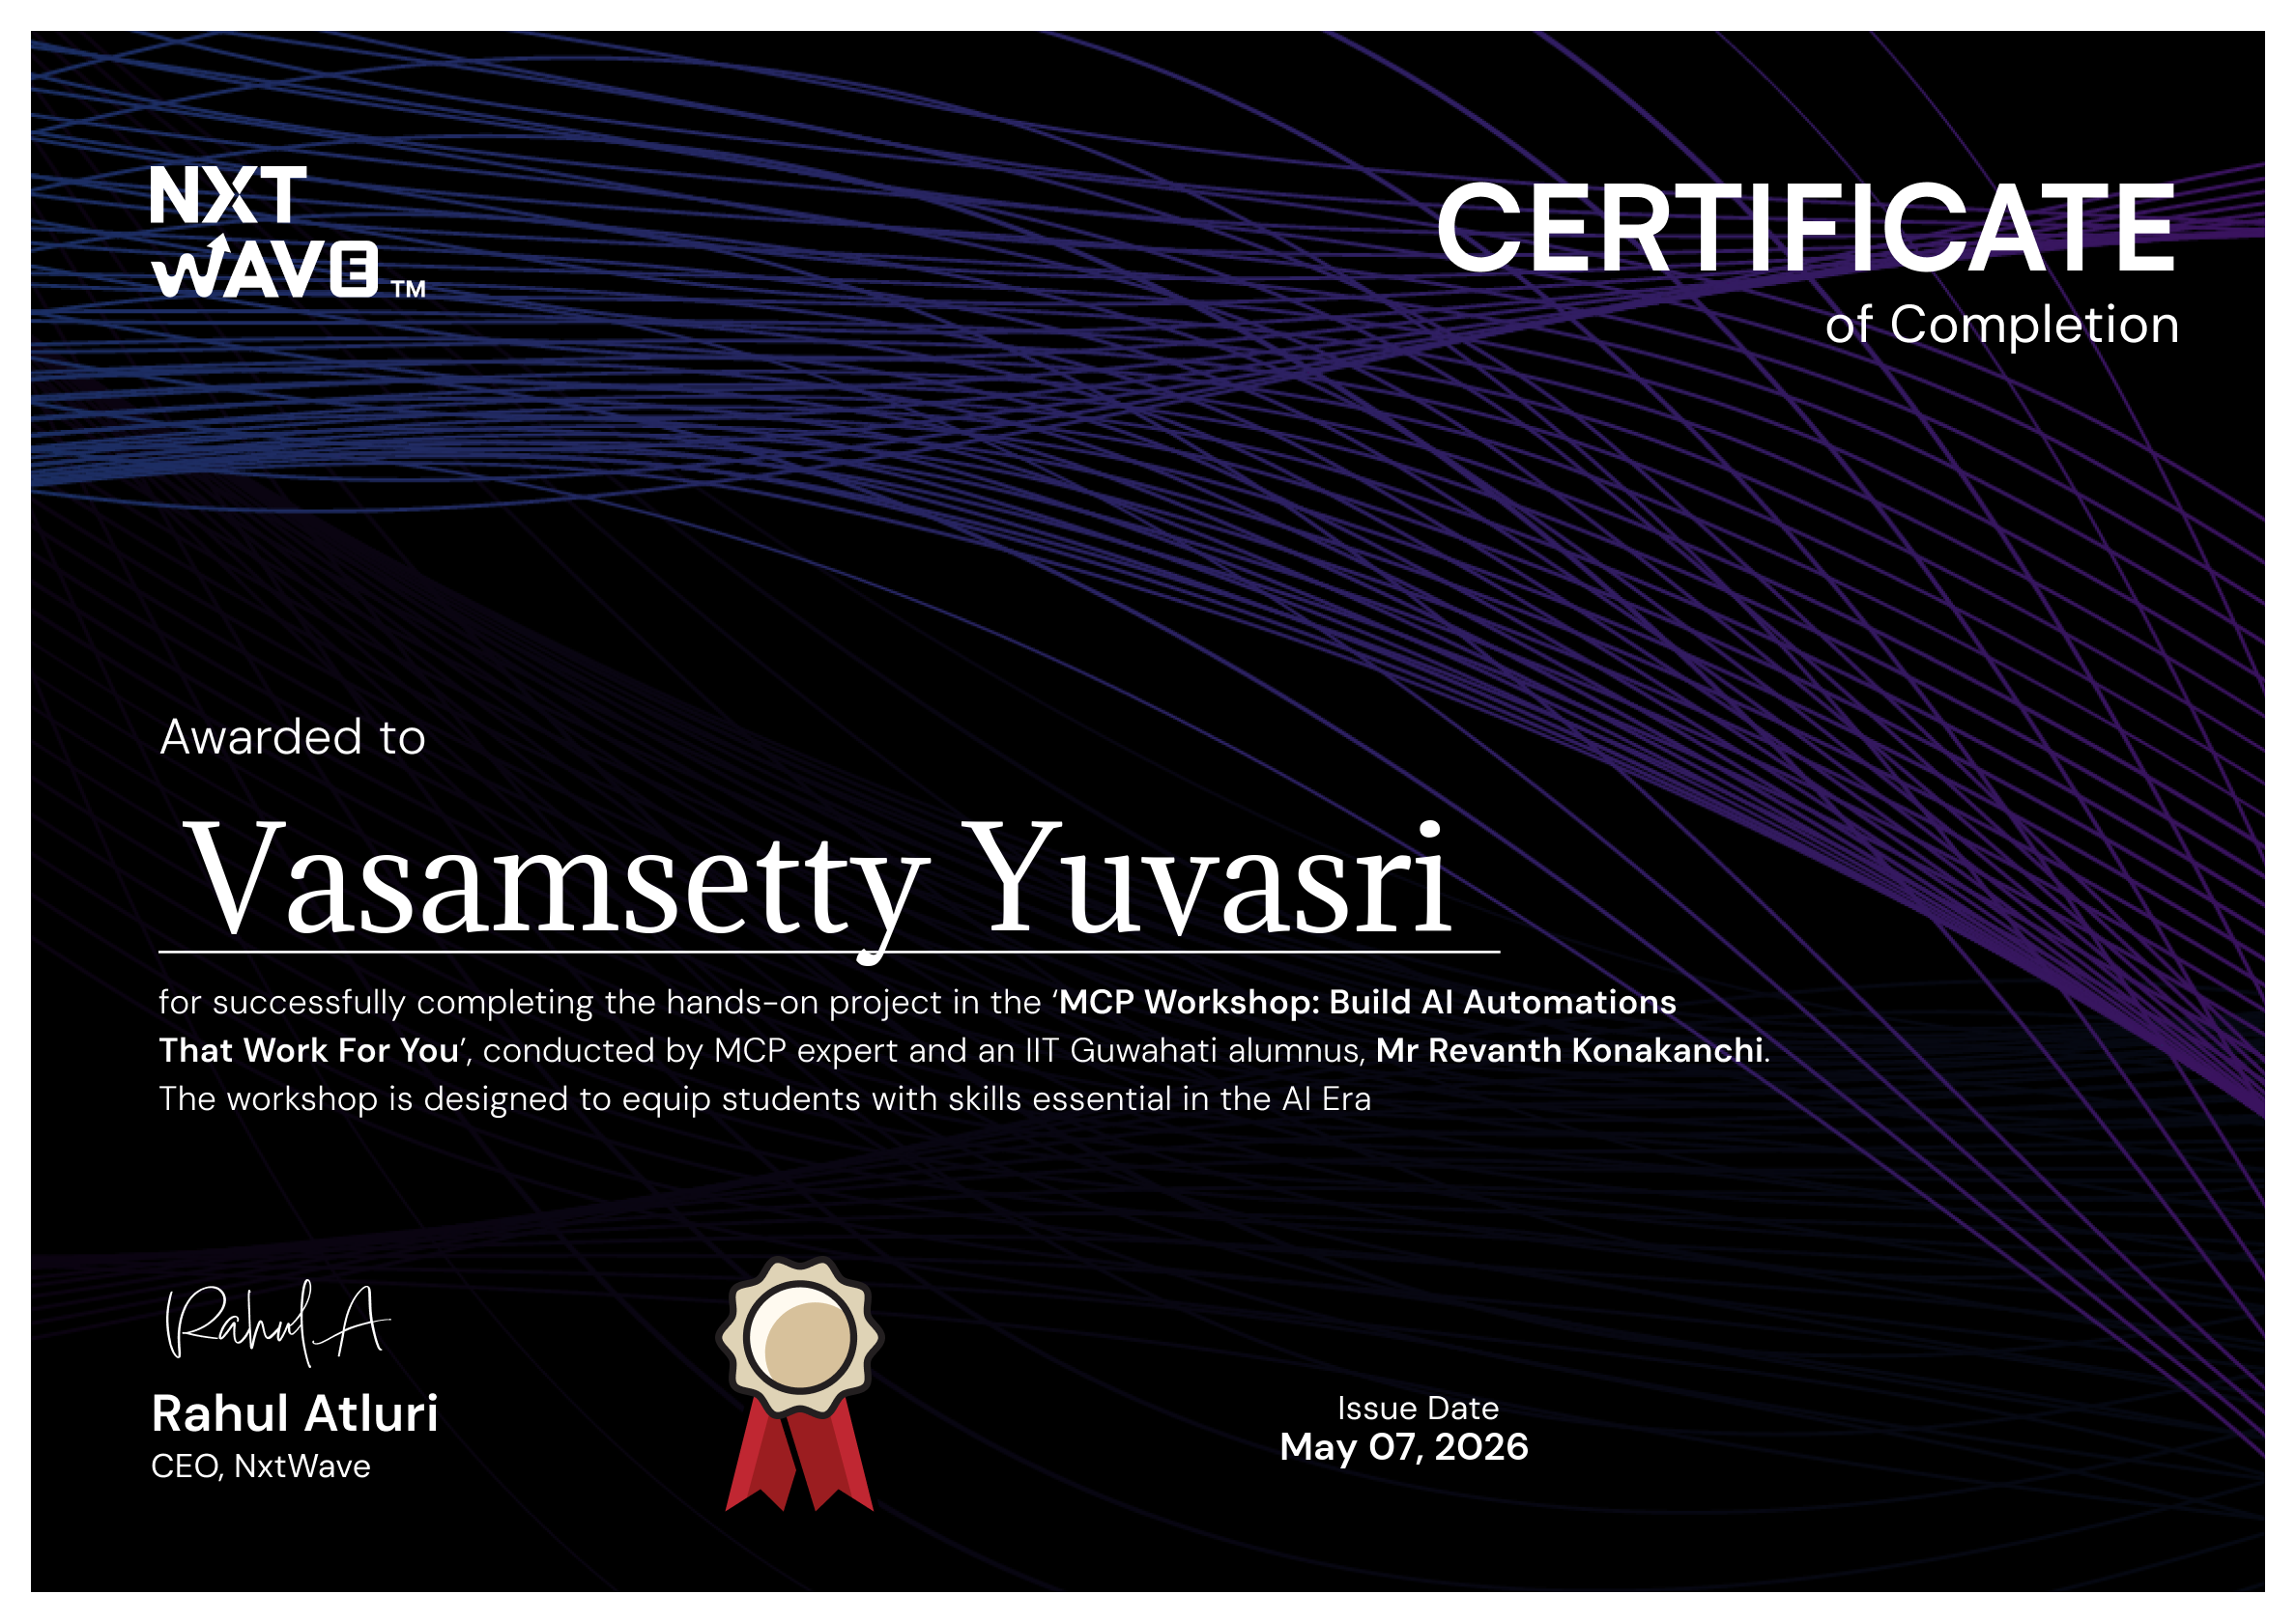 NXT
WAVE TM
CERTIFICATE
of Completion
Awarded to
Vasamsetty Yuvasri
for successfully completing the hands-on project in the ‘MCP Workshop: Build AI Automations
That Work For You’, conducted by MCP expert and an IIT Guwahati alumnus, Mr Revanth Konakanchi.
The workshop is designed to equip students with skills essential in the AI Era
Rahul A
Rahul Atluri
CEO, NxtWave
Issue Date
May 07, 2026